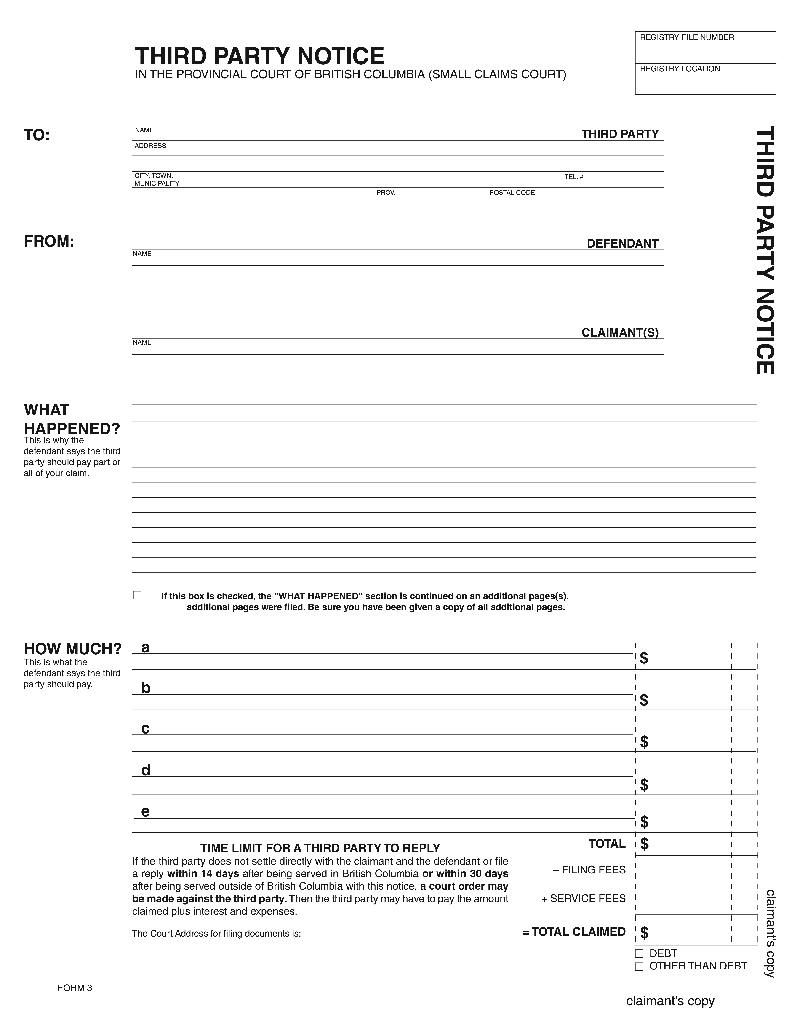 THIRD PARTY NOTICE
IN THE PROVINCIAL COURT OF BRITISH COLUMBIA (SMALL CLAIMS COURT)
REGISTRY FILE NUMBER
REGISTRY LOCATION
TO:
NAME
THIRD PARTY
ADDRESS
CITY, TOWN,
MUNICIPALITY
TEL. #
PROV.
POSTAL CODE
THIRD PARTY NOTICE
FROM:
DEFENDANT
NAME
CLAIMANT(S)
NAME
WHAT
HAPPENED?
This is why the
defendant says the third
party should pay part or
all of your claim.
If this box is checked, the "WHAT HAPPENED" section is continued on an additional pages(s).
additional pages were filed. Be sure you have been given a copy of all additional pages.
HOW MUCH?
This is what the
defendant says the third
party should pay.
a
$
b
$
c
$
d
$
e
$
TIME LIMIT FOR A THIRD PARTY TO REPLY
If the third party does not settle directly with the claimant and the defendant or file
a reply within 14 days after being served in British Columbia or within 30 days
after being served outside of British Columbia with this notice, a court order may
be made against the third party. Then the third party may have to pay the amount
claimed plus interest and expenses.
The Court Address for filing documents is:
TOTAL $
– FILING FEES
+ SERVICE FEES
= TOTAL CLAIMED $
☐ DEBT
☐ OTHER THAN DEBT
claimant's copy
FORM 3
claimant's copy